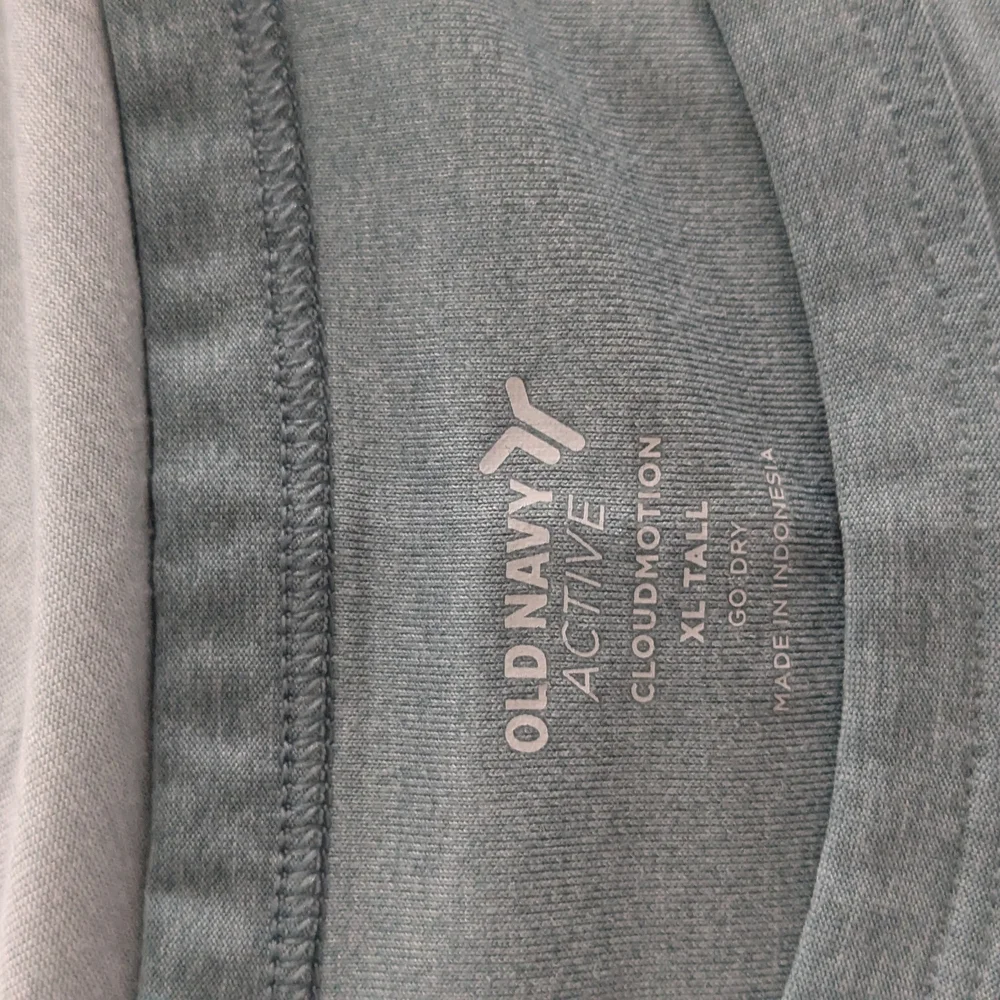 OLD NAVY
ACTIVE
CLOUDMOTION
XL TALL
GO-DRY
MADE IN INDONESIA